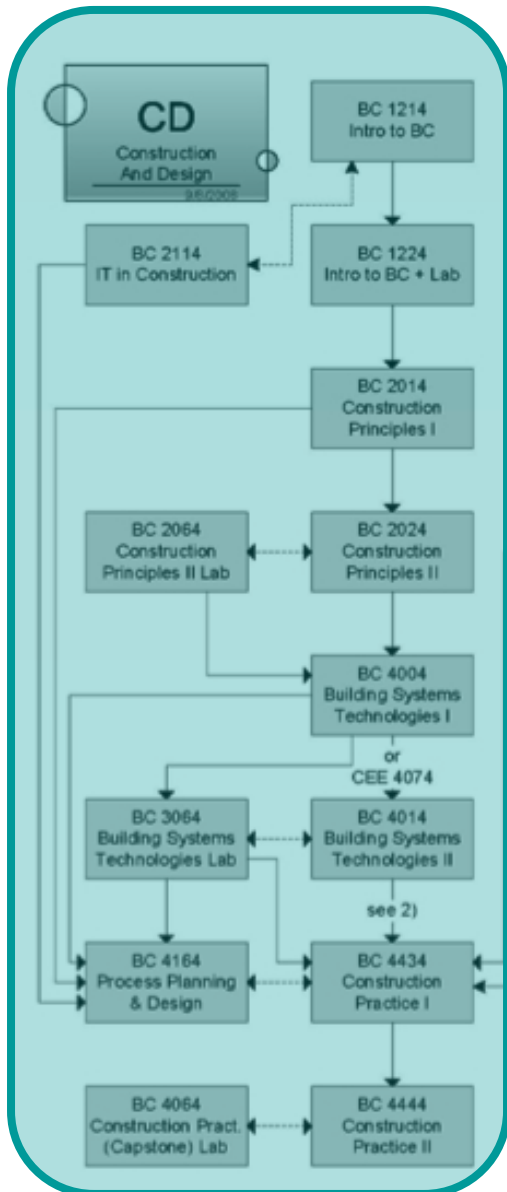 CD
Construction
And Design
9/8/2008
BC 1214
Intro to BC
BC 2114
IT in Construction
BC 1224
Intro to BC + Lab
BC 2014
Construction
Principles I
BC 2064
Construction
Principles II Lab
BC 2024
Construction
Principles II
BC 4004
Building Systems
Technologies I
or
CEE 4074
BC 3064
Building Systems
Technologies Lab
BC 4014
Building Systems
Technologies II
see 2)
BC 4164
Process Planning
& Design
BC 4434
Construction
Practice I
BC 4064
Construction Pract.
(Capstone) Lab
BC 4444
Construction
Practice II